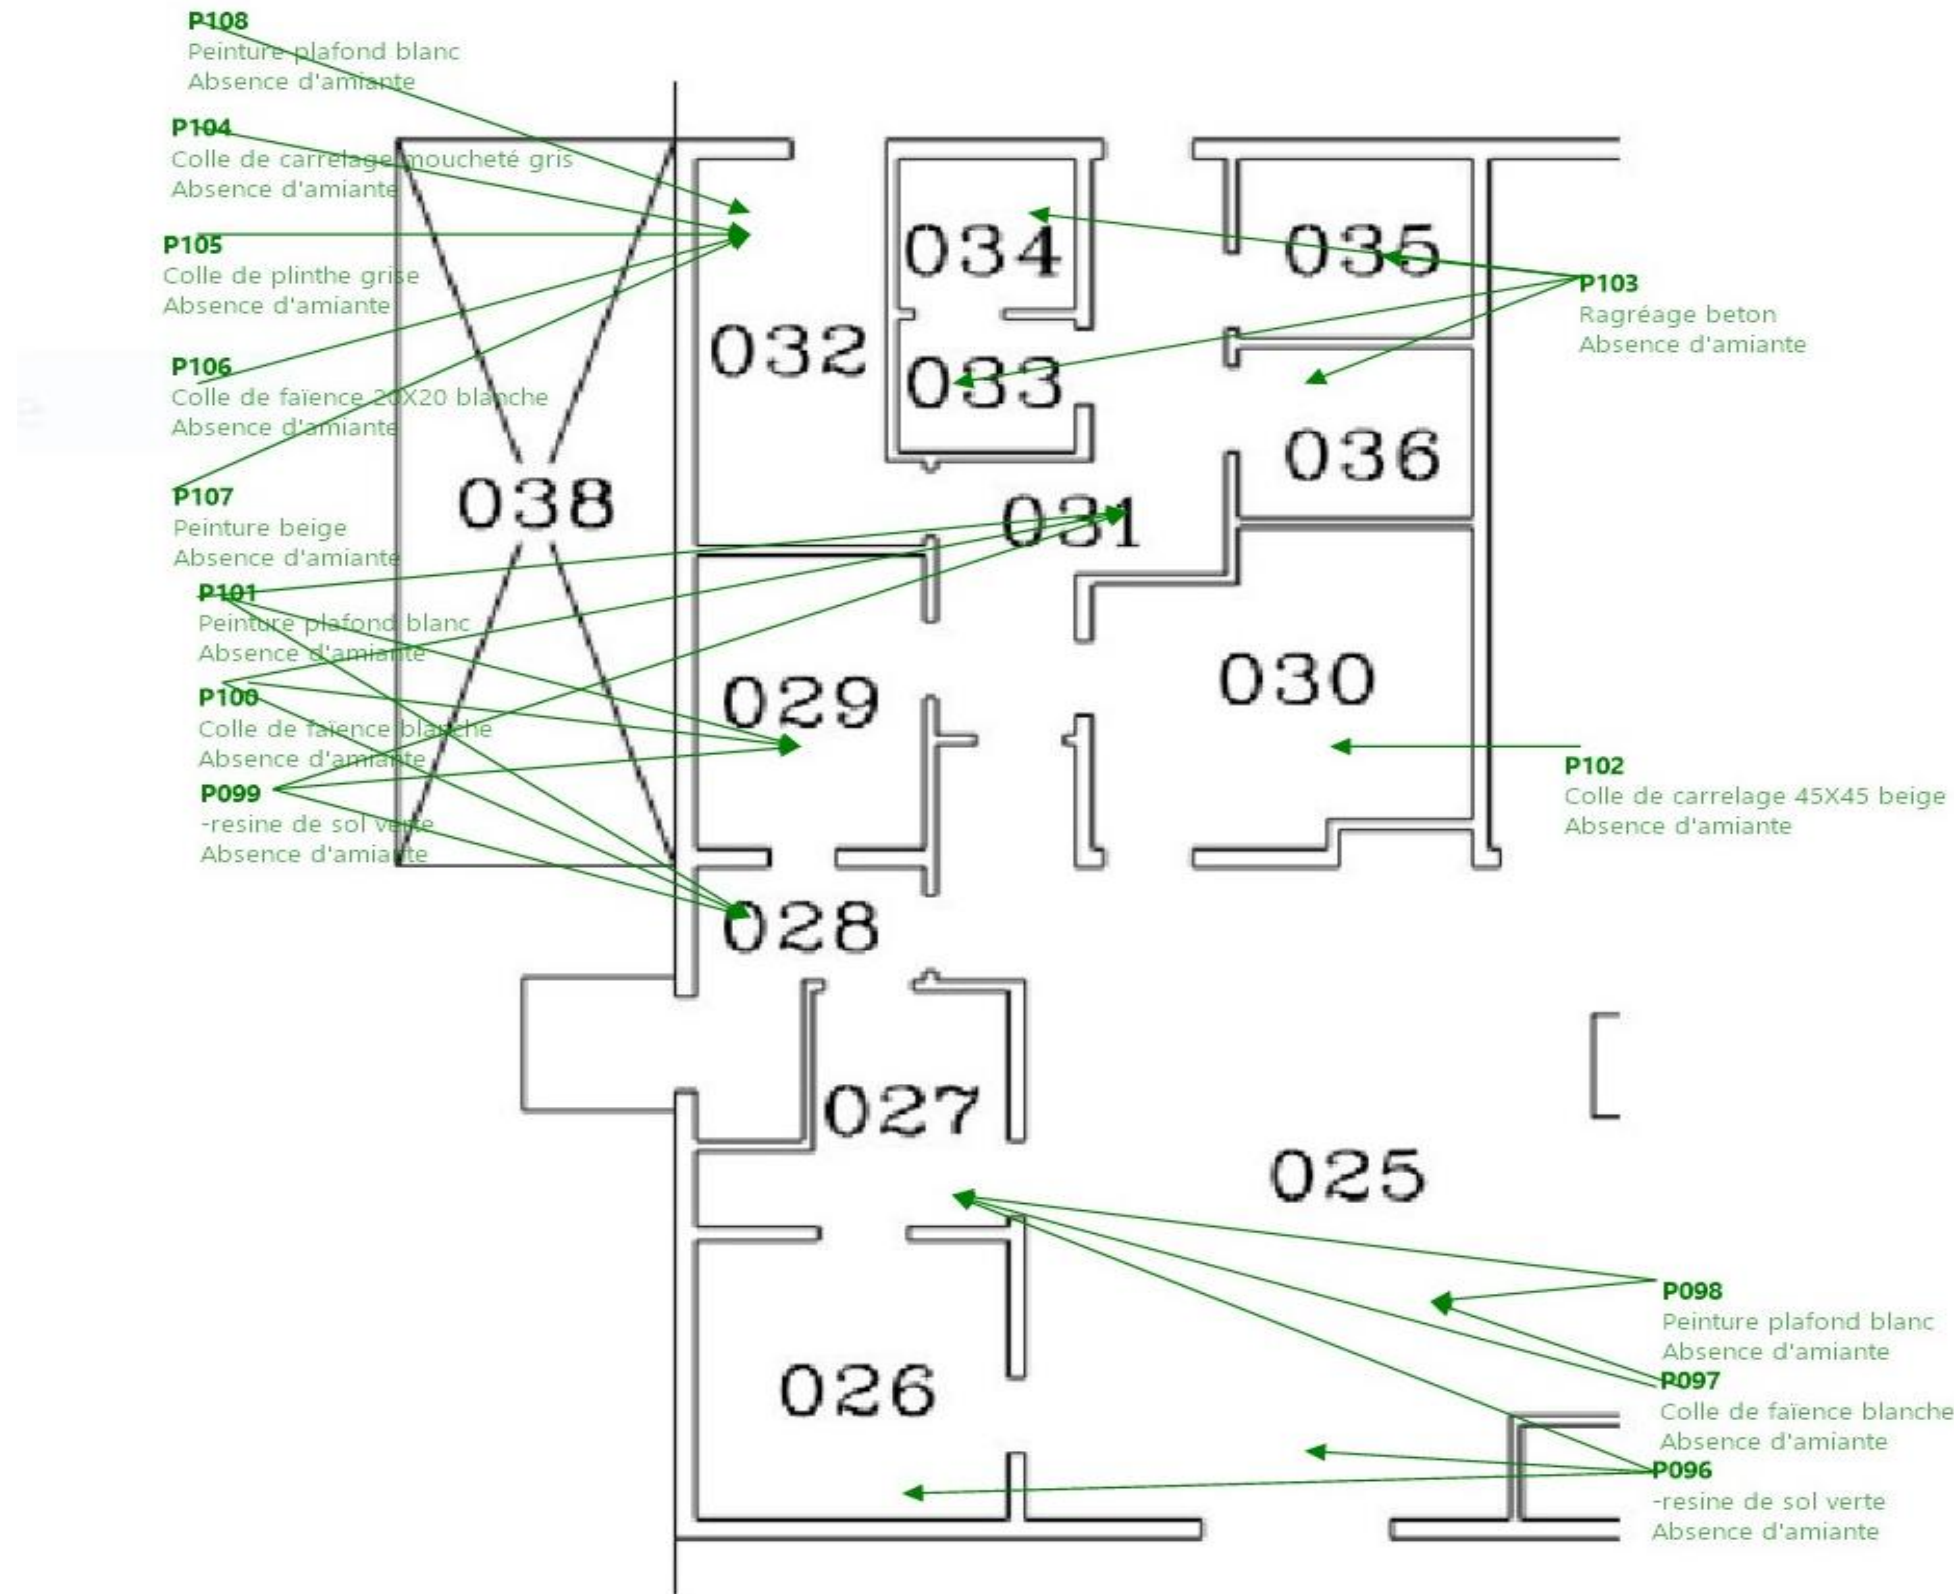 P108
Peinture plafond blanc
Absence d'amiante
P104
Colle de carrelage moucheté gris
Absence d'amiante
P105
Colle de plinthe grise
Absence d'amiante
P106
Colle de faïence 20X20 blanche
Absence d'amiante
P107
Peinture beige
Absence d'amiante
P101
Peinture plafond blanc
Absence d'amiante
P100
Colle de faïence blanche
Absence d'amiante
P099
-resine de sol verte
Absence d'amiante
038
034
035
032
033
036
031
029
030
028
027
025
026
P103
Ragréage beton
Absence d'amiante
P102
Colle de carrelage 45X45 beige
Absence d'amiante
P098
Peinture plafond blanc
Absence d'amiante
P097
Colle de faïence blanche
Absence d'amiante
P096
-resine de sol verte
Absence d'amiante